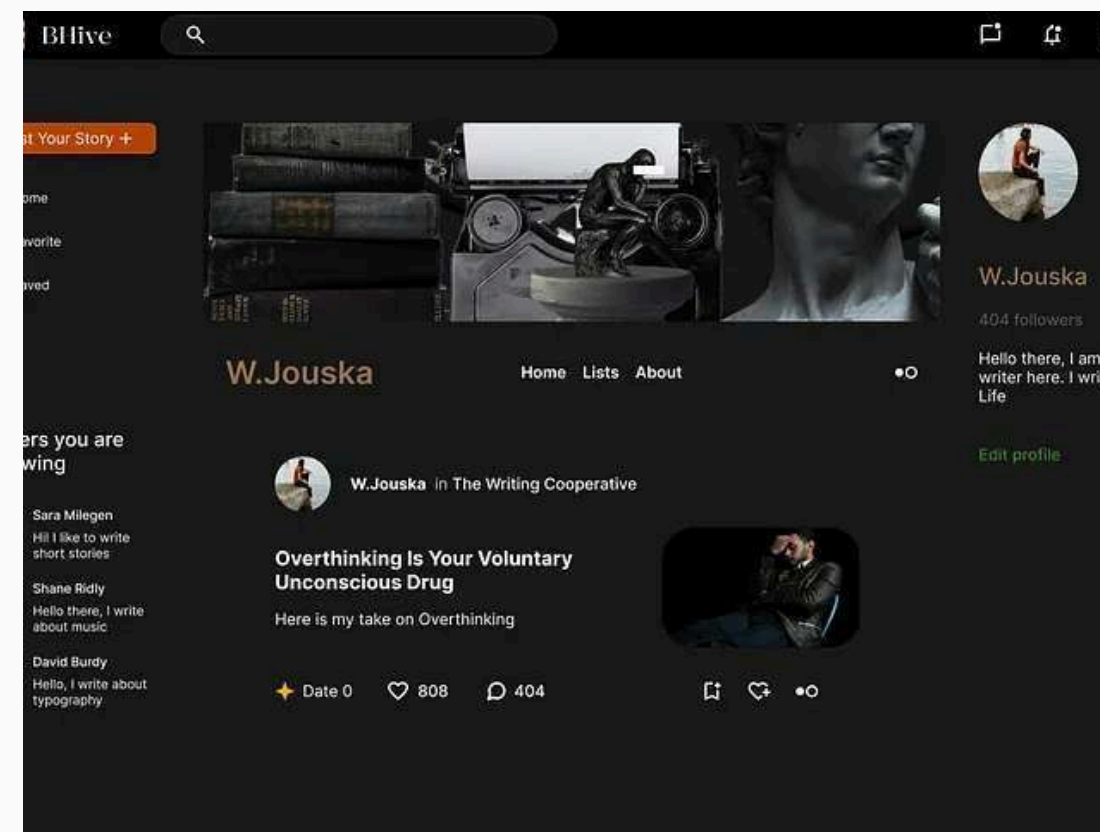 BHive
st Your Story +
ome
avorite
aved
ers you are
wing
Sara Milegen
Hi! I like to write
short stories
Shane Ridly
Hello there, I write
about music
David Burdy
Hello, I write about
typography
W.Jouska
Home Lists About
W.Jouska in The Writing Cooperative
Overthinking Is Your Voluntary
Unconscious Drug
Here is my take on Overthinking
Date 0 808 404
W.Jouska
404 followers
Hello there, I am
writer here. I wri
Life
Edit profile